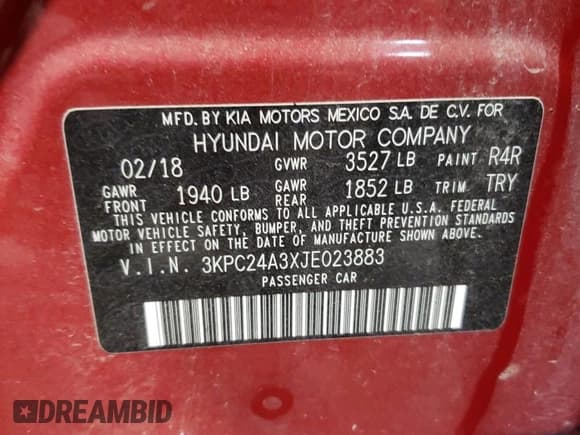 MFD. BY KIA MOTORS MEXICO S.A. DE C.V. FOR
HYUNDAI MOTOR COMPANY
02/18 GVWR 3527 LB PAINT R4R
GAWR FRONT 1940 LB GAWR REAR 1852 LB TRIM TRY
THIS VEHICLE CONFORMS TO ALL APPLICABLE U.S.A. FEDERAL
MOTOR VEHICLE SAFETY, BUMPER, AND THEFT PREVENTION STANDARDS
IN EFFECT ON THE DATE OF MANUFACTURE SHOWN ABOVE.
V.I.N. 3KPC24A3XJE023883
PASSENGER CAR
DREAMBID